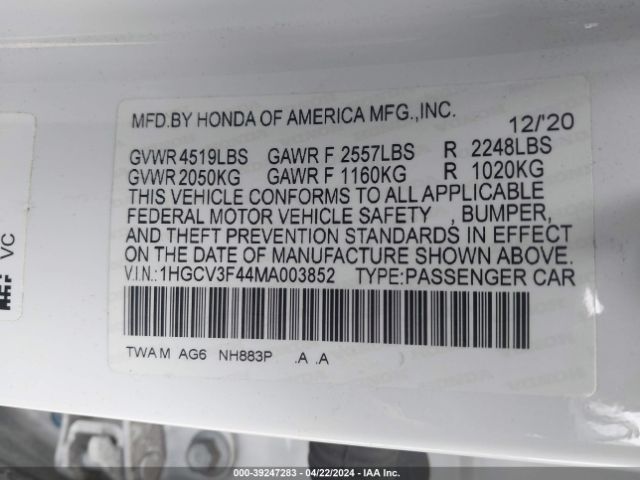 MFD.BY HONDA OF AMERICA MFG.,INC.
12/'20
GVWR 4519LBS GAWR F 2557LBS R 2248LBS
GVWR 2050KG GAWR F 1160KG R 1020KG
THIS VEHICLE CONFORMS TO ALL APPLICABLE
FEDERAL MOTOR VEHICLE SAFETY , BUMPER,
AND THEFT PREVENTION STANDARDS IN EFFECT
ON THE DATE OF MANUFACTURE SHOWN ABOVE.
V.I.N.:1HGCV3F44MA003852 TYPE:PASSENGER CAR
TWA M AG6 NH883P .A .A
VC
000-39247283 - 04/22/2024 - IAA Inc.